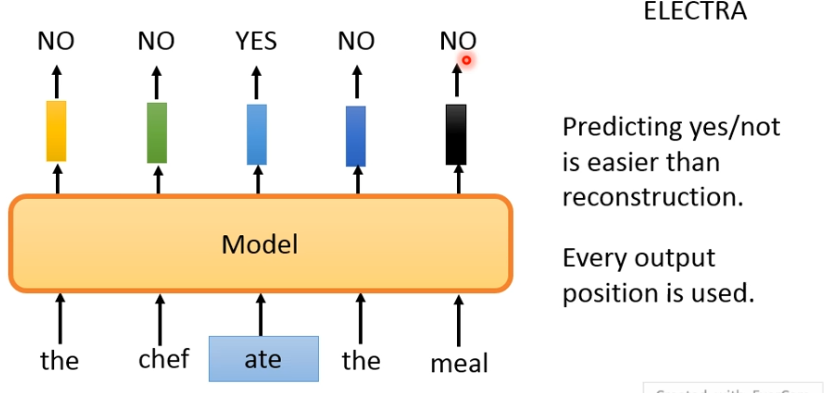 ELECTRA
NO NO YES NO NO
Model
the chef ate the meal
Predicting yes/not
is easier than
reconstruction.
Every output
position is used.